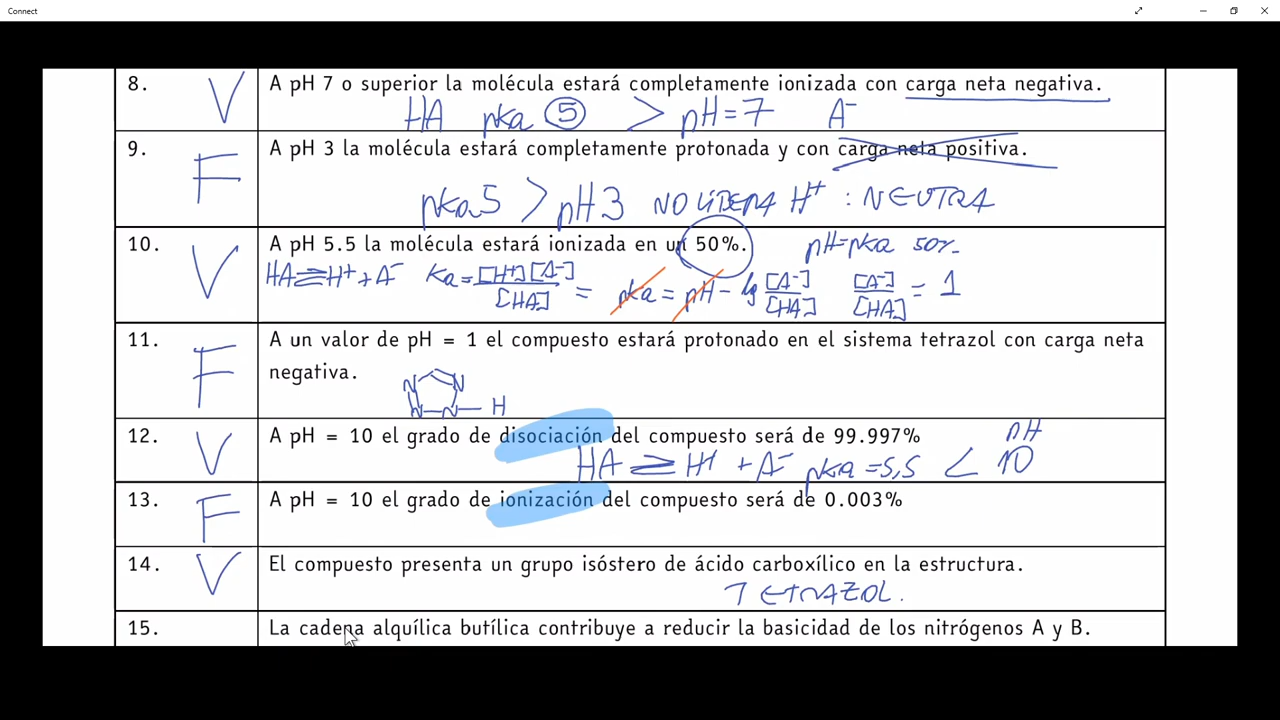 Connect
8. V A pH 7 o superior la molécula estará completamente ionizada con carga neta negativa.
HA pka 5 > pH=7 A⁻
9. F A pH 3 la molécula estará completamente protonada y con carga neta positiva.
pka 5 > pH 3 NO LIBERA H⁺ : NEUTRA
10. V A pH 5.5 la molécula estará ionizada en un 50%. pH=pka 50%
HA ⇌ H⁺ + A⁻ Ka = [H⁺][A⁻]/[HA] = pka = pH - lg [A⁻]/[HA] [A⁻]/[HA] = 1
11. F A un valor de pH = 1 el compuesto estará protonado en el sistema tetrazol con carga neta
negativa.
N N N N H
12. V A pH = 10 el grado de disociación del compuesto será de 99.997% pH
HA ⇌ H⁺ + A⁻ pka = 5,5 < 10
13. F A pH = 10 el grado de ionización del compuesto será de 0.003%
14. V El compuesto presenta un grupo isóstero de ácido carboxílico en la estructura.
TETRAZOL.
15. La cadena alquílica butílica contribuye a reducir la basicidad de los nitrógenos A y B.